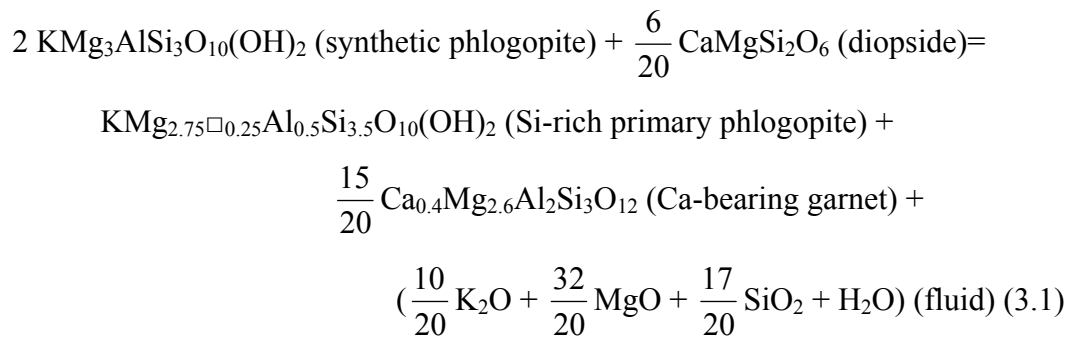 2 KMg₃AlSi₃O₁₀(OH)₂ (synthetic phlogopite) + 6/20 CaMgSi₂O₆ (diopside)=
KMg₂.₇₅□₀.₂₅Al₀.₅Si₃.₅O₁₀(OH)₂ (Si-rich primary phlogopite) +
15/20 Ca₀.₄Mg₂.₆Al₂Si₃O₁₂ (Ca-bearing garnet) +
(10/20 K₂O + 32/20 MgO + 17/20 SiO₂ + H₂O) (fluid) (3.1)